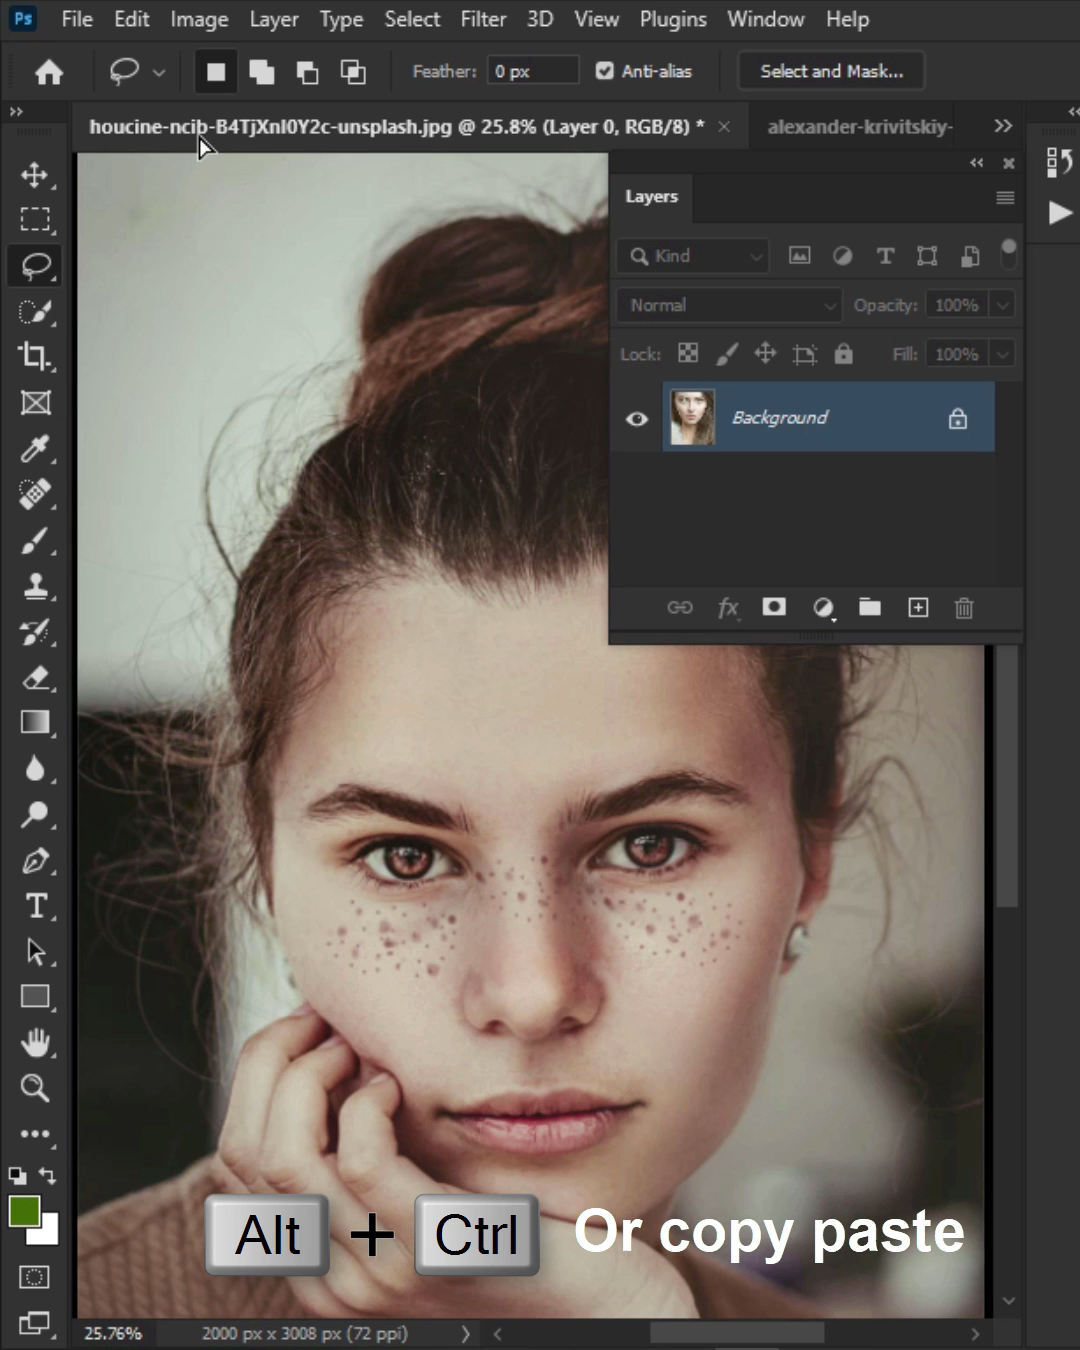 Ps File Edit Image Layer Type Select Filter 3D View Plugins Window Help
Feather: 0 px Anti-alias Select and Mask...
houcine-ncib-B4TjXnI0Y2c-unsplash.jpg @ 25.8% (Layer 0, RGB/8) * alexander-krivitskiy-
Layers
Kind
Normal Opacity: 100%
Lock: Fill: 100%
Background
fx
Alt + Ctrl Or copy paste
25.76% 2000 px x 3008 px (72 ppi)